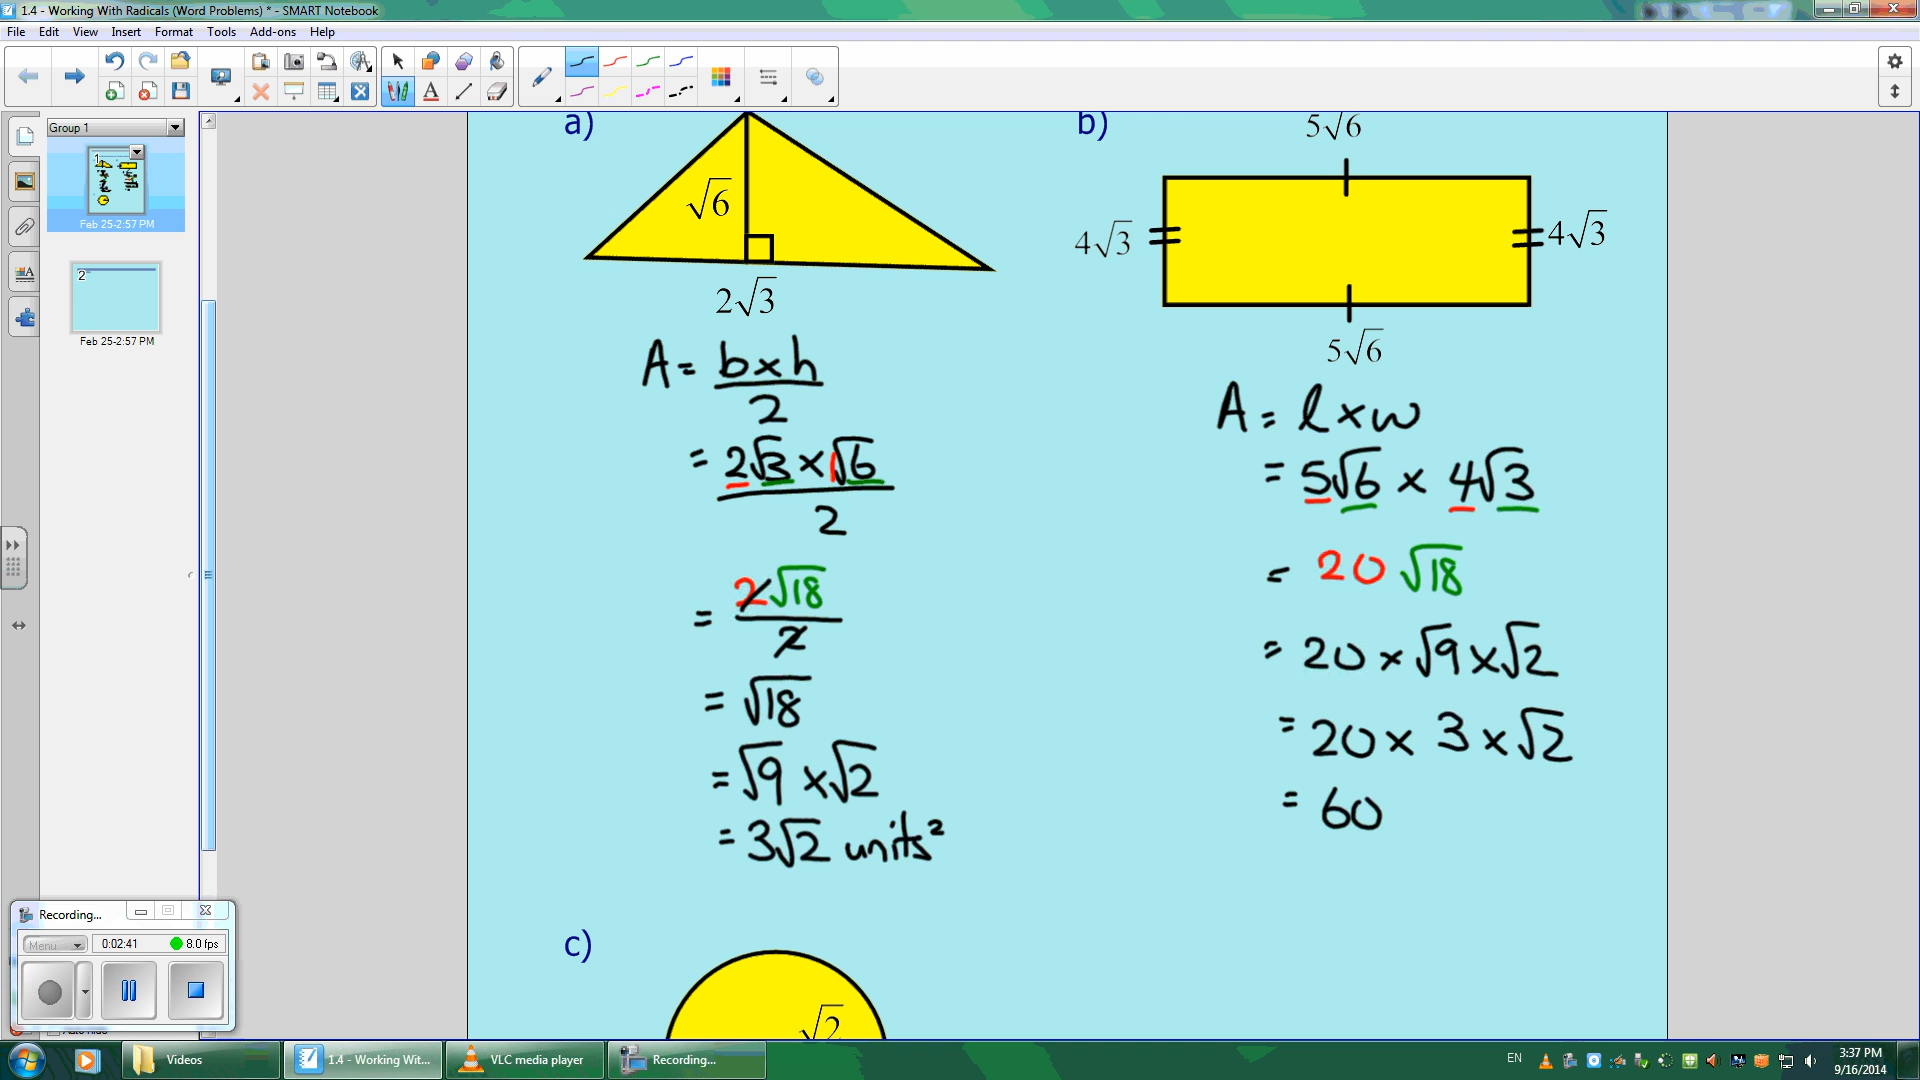 1.4 - Working With Radicals (Word Problems) * - SMART Notebook
File Edit View Insert Format Tools Add-ons Help
Group 1
1
Feb 25-2:57 PM
2
Feb 25-2:57 PM
a)
√6
2√3
A = b×h
2
= 2√3 × 1√6
2
= 2√18
2
= √18
= √9 × √2
= 3√2 units²
b)
5√6
4√3
4√3
5√6
A = l × w
= 5√6 × 4√3
= 20 √18
= 20 × √9 × √2
= 20 × 3 × √2
= 60
c)
√2
Recording...
Menu 0:02:41 8.0 fps
Videos 1.4 - Working Wit... VLC media player Recording... EN 3:37 PM
9/16/2014